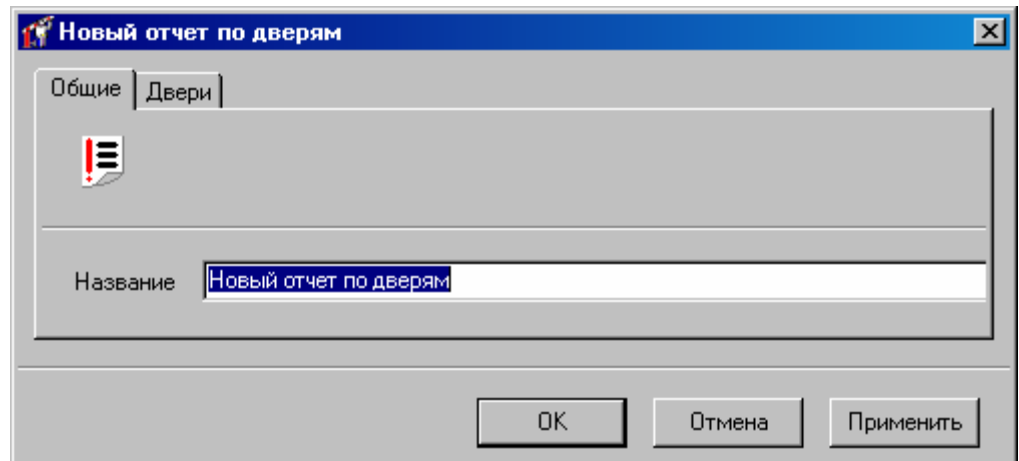 Новый отчет по дверям
Общие Двери
Название Новый отчет по дверям
OK Отмена Применить